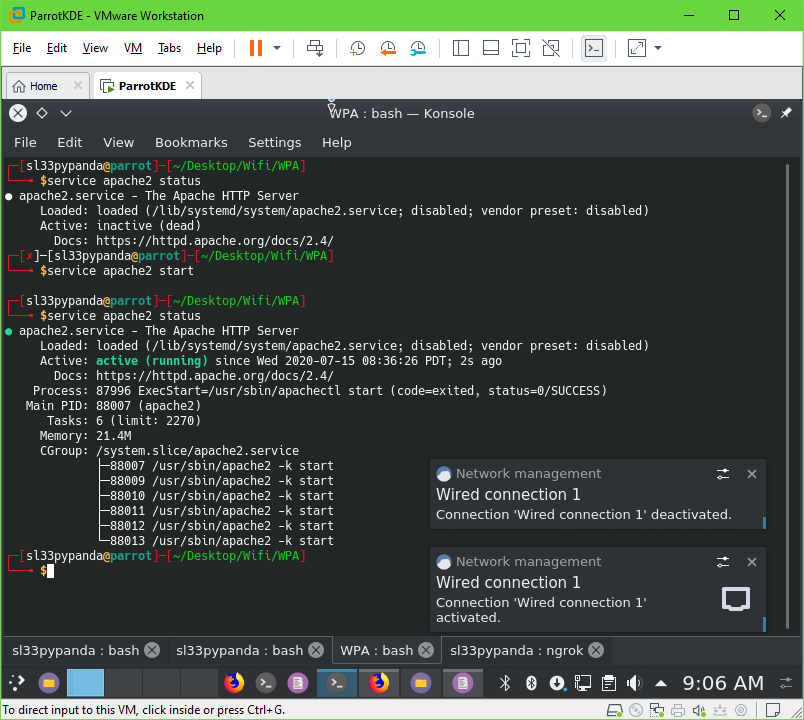 ParrotKDE - VMware Workstation
File Edit View VM Tabs Help
Home ParrotKDE
WPA : bash — Konsole
File Edit View Bookmarks Settings Help
┌─[sl33pypanda@parrot]─[~/Desktop/Wifi/WPA]
└──╼ $service apache2 status
● apache2.service - The Apache HTTP Server
Loaded: loaded (/lib/systemd/system/apache2.service; disabled; vendor preset: disabled)
Active: inactive (dead)
Docs: https://httpd.apache.org/docs/2.4/
┌─[✗]─[sl33pypanda@parrot]─[~/Desktop/Wifi/WPA]
└──╼ $service apache2 start
┌─[sl33pypanda@parrot]─[~/Desktop/Wifi/WPA]
└──╼ $service apache2 status
● apache2.service - The Apache HTTP Server
Loaded: loaded (/lib/systemd/system/apache2.service; disabled; vendor preset: disabled)
Active: active (running) since Wed 2020-07-15 08:36:26 PDT; 2s ago
Docs: https://httpd.apache.org/docs/2.4/
Process: 87996 ExecStart=/usr/sbin/apachectl start (code=exited, status=0/SUCCESS)
Main PID: 88007 (apache2)
Tasks: 6 (limit: 2270)
Memory: 21.4M
CGroup: /system.slice/apache2.service
├─88007 /usr/sbin/apache2 -k start
├─88009 /usr/sbin/apache2 -k start
├─88010 /usr/sbin/apache2 -k start
├─88011 /usr/sbin/apache2 -k start
├─88012 /usr/sbin/apache2 -k start
└─88013 /usr/sbin/apache2 -k start
┌─[sl33pypanda@parrot]─[~/Desktop/Wifi/WPA]
└──╼ $
Network management
Wired connection 1
Connection 'Wired connection 1' deactivated.
Network management
Wired connection 1
Connection 'Wired connection 1'
activated.
sl33pypanda : bash sl33pypanda : bash WPA : bash sl33pypanda : ngrok
9:06 AM
To direct input to this VM, click inside or press Ctrl+G.